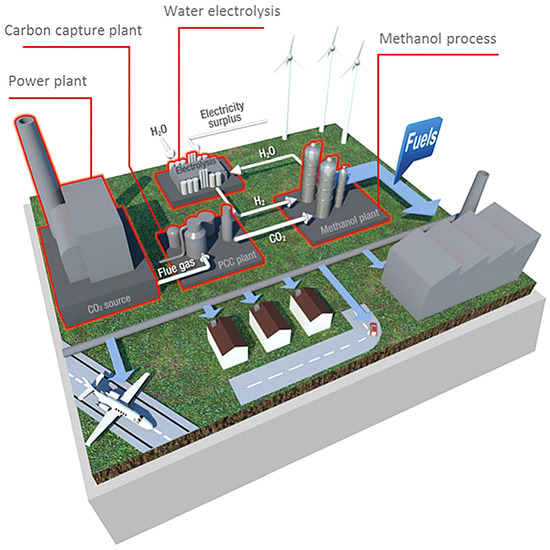 Water electrolysis
Carbon capture plant
Methanol process
Power plant
Electricity
surplus
H₂O
H₂O
Fuels
Electrolysis
H₂
Methanol plant
CO₂
Flue gas
PCC plant
CO₂ source